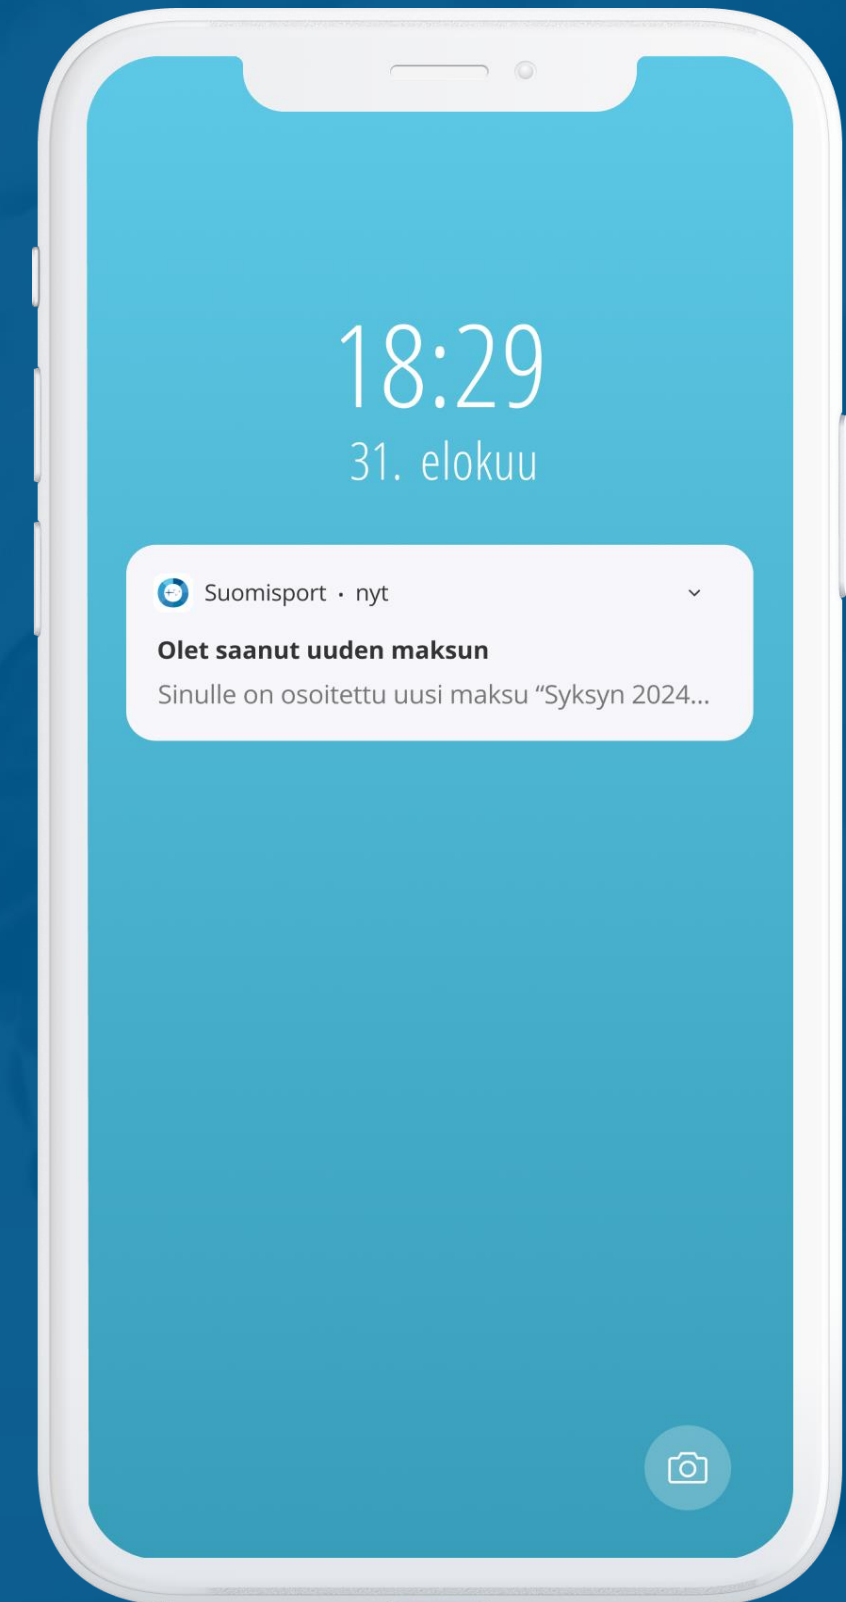 18:29
31. elokuu
Suomisport • nyt
Olet saanut uuden maksun
Sinulle on osoitettu uusi maksu “Syksyn 2024...